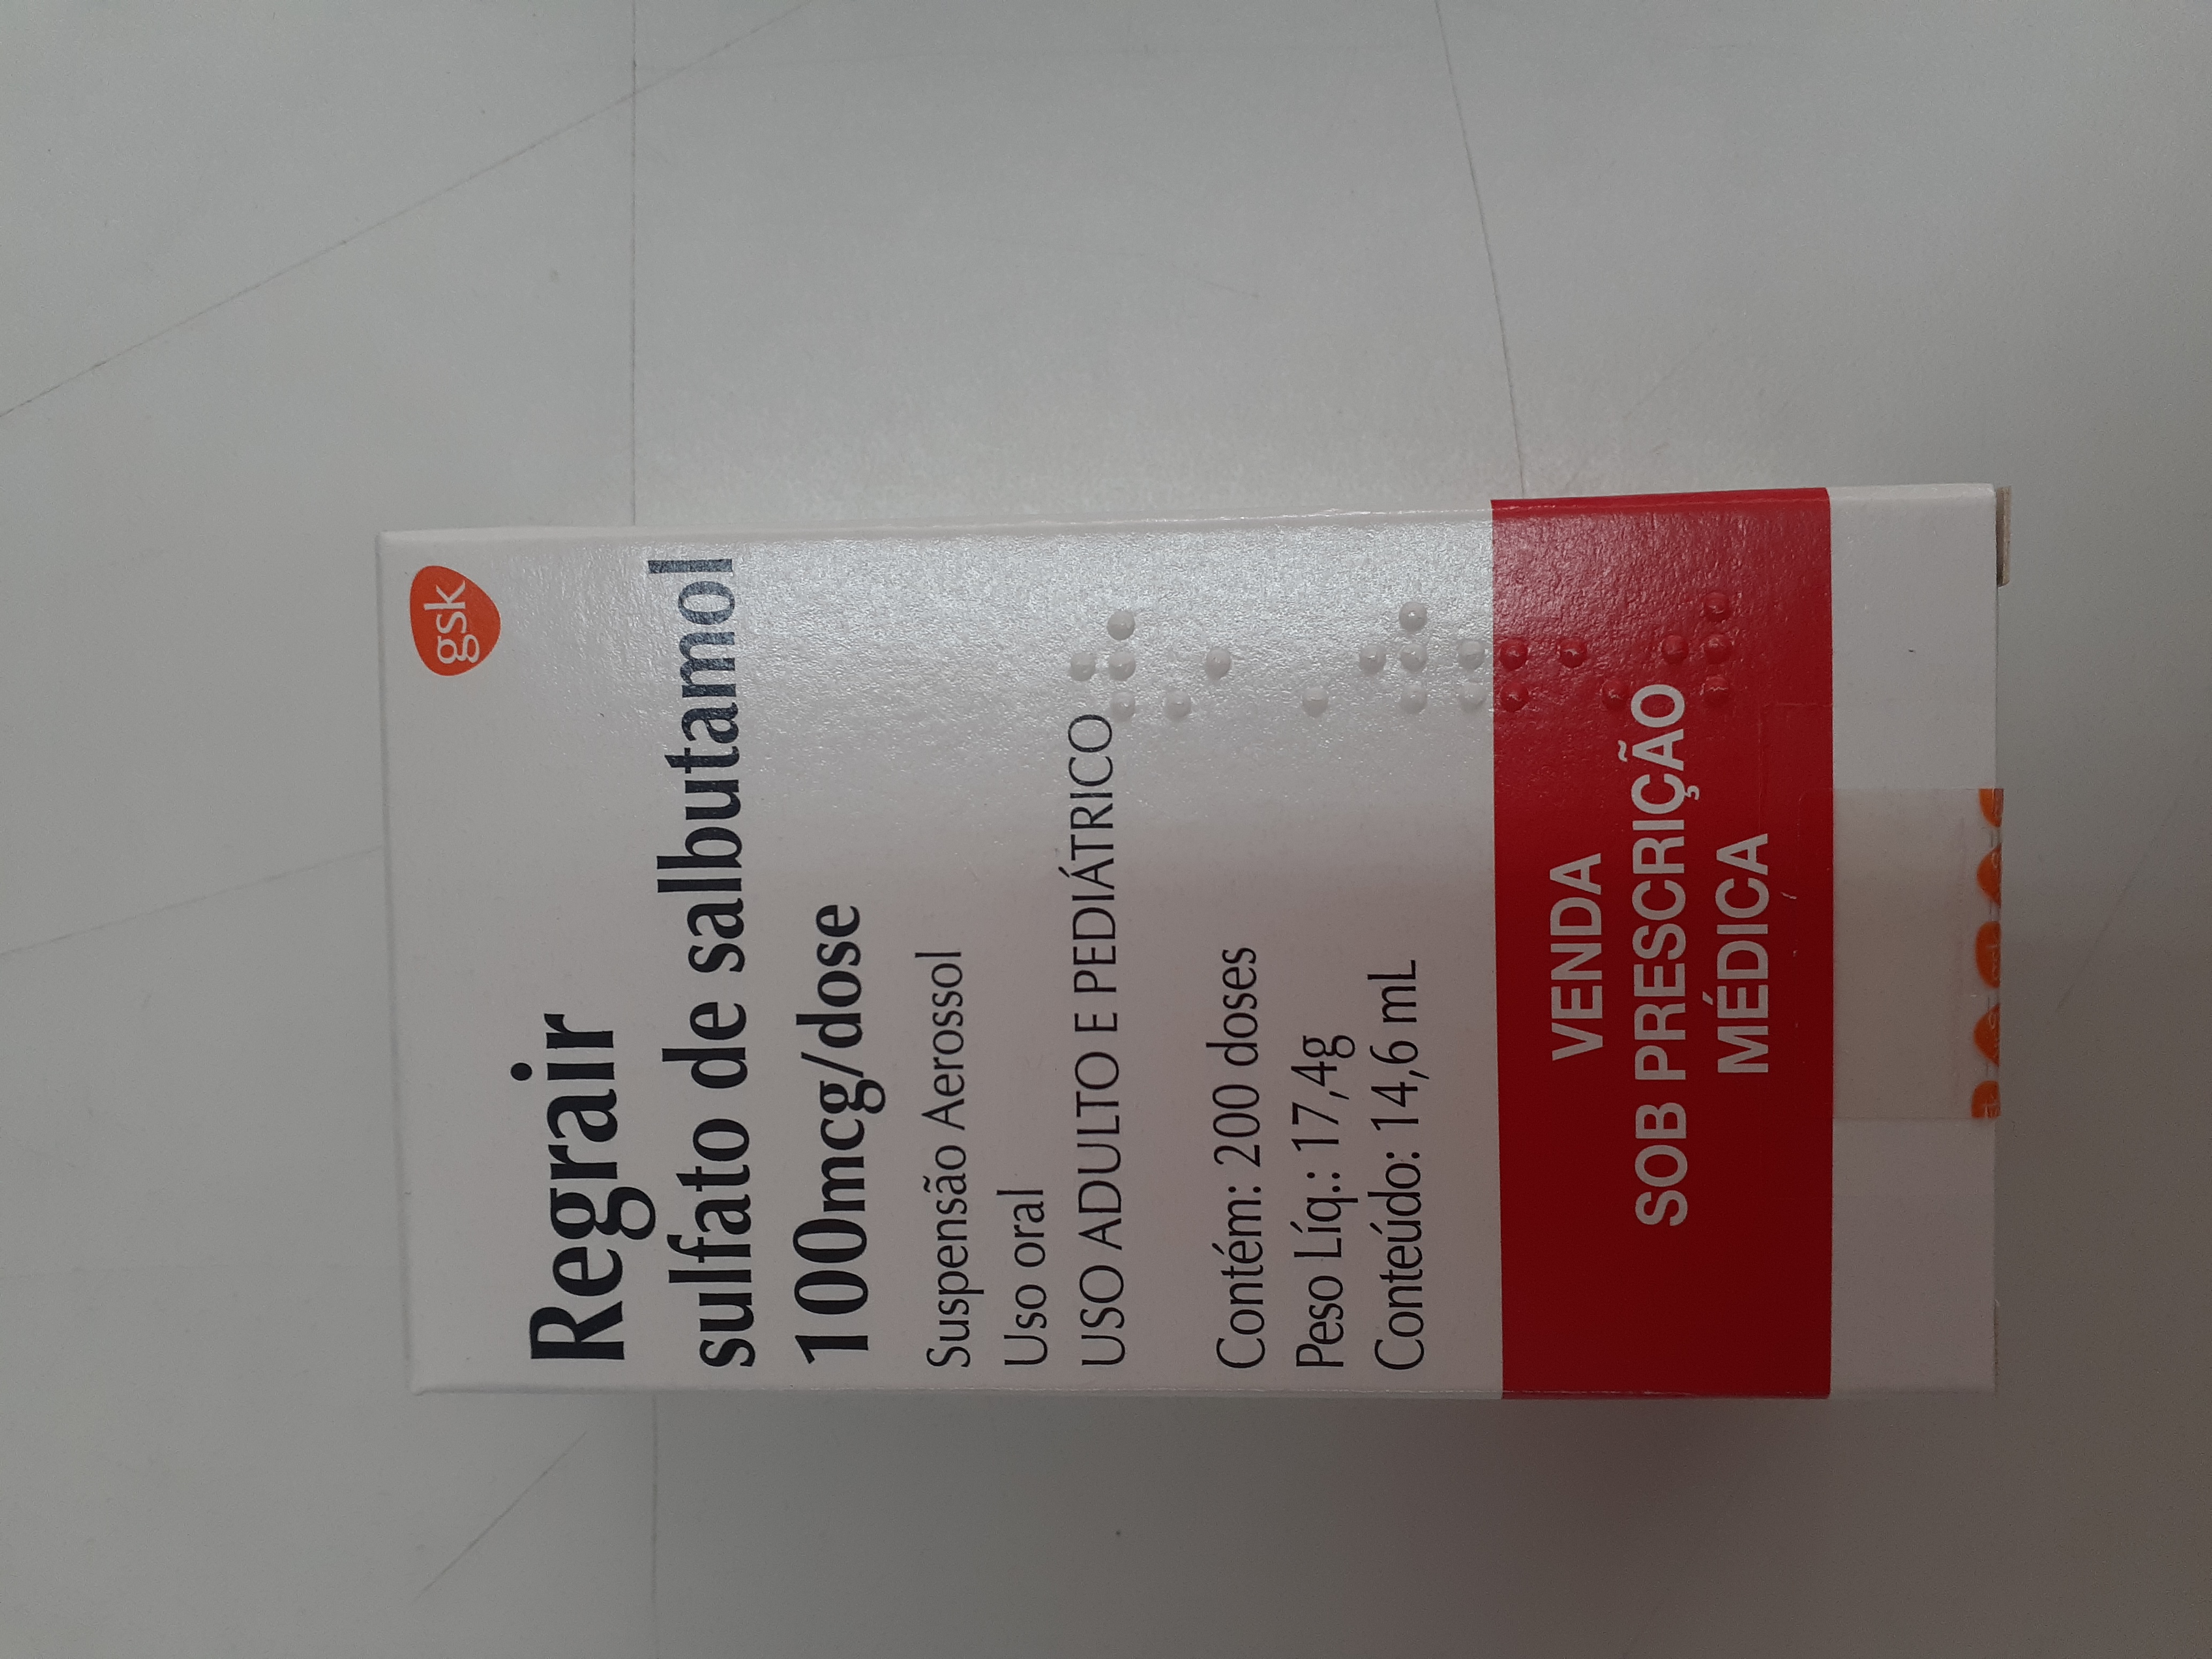 gsk
Regrair
sulfato de salbutamol
100mcg/dose
Suspensão Aerossol
Uso oral
USO ADULTO E PEDIÁTRICO
Contém: 200 doses
Peso Líq.: 17,4g
Conteúdo: 14,6 mL
VENDA
SOB PRESCRIÇÃO
MÉDICA